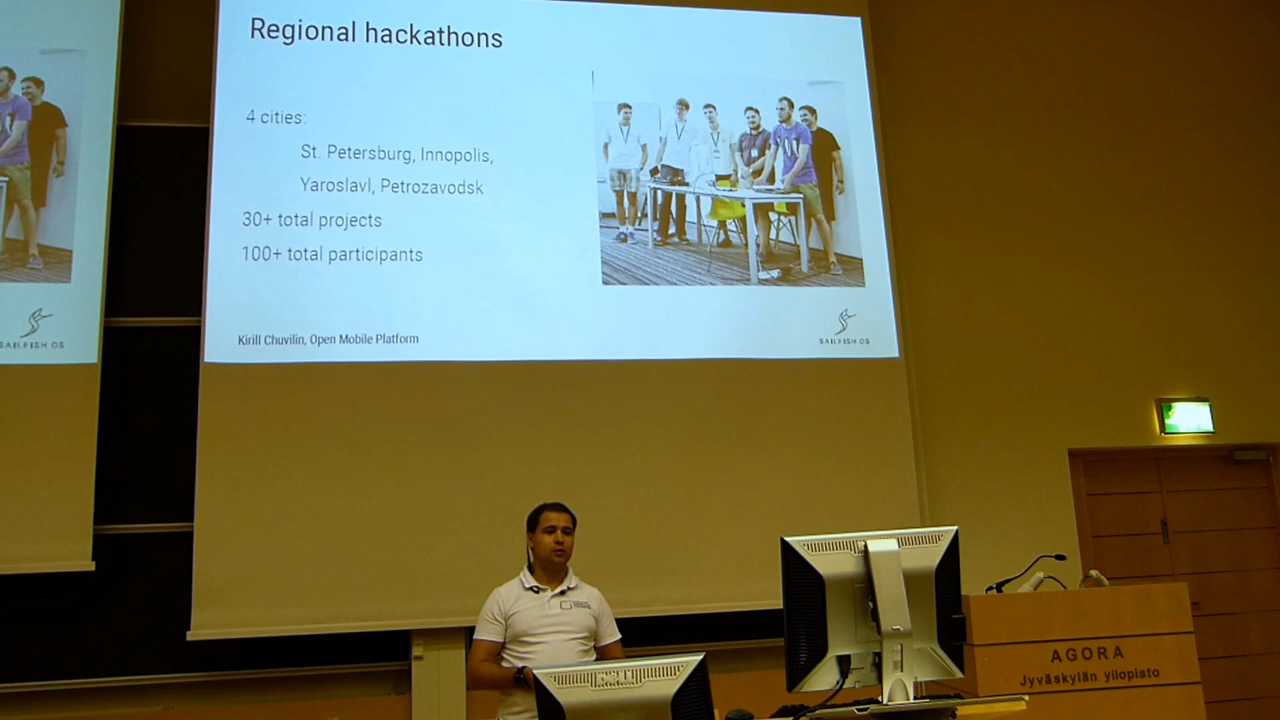 Regional hackathons
4 cities:
St. Petersburg, Innopolis,
Yaroslavl, Petrozavodsk
30+ total projects
100+ total participants
Kirill Chuvilin, Open Mobile Platform
SAILFISH OS
SAILFISH OS
AGORA
Jyväskylän yliopisto